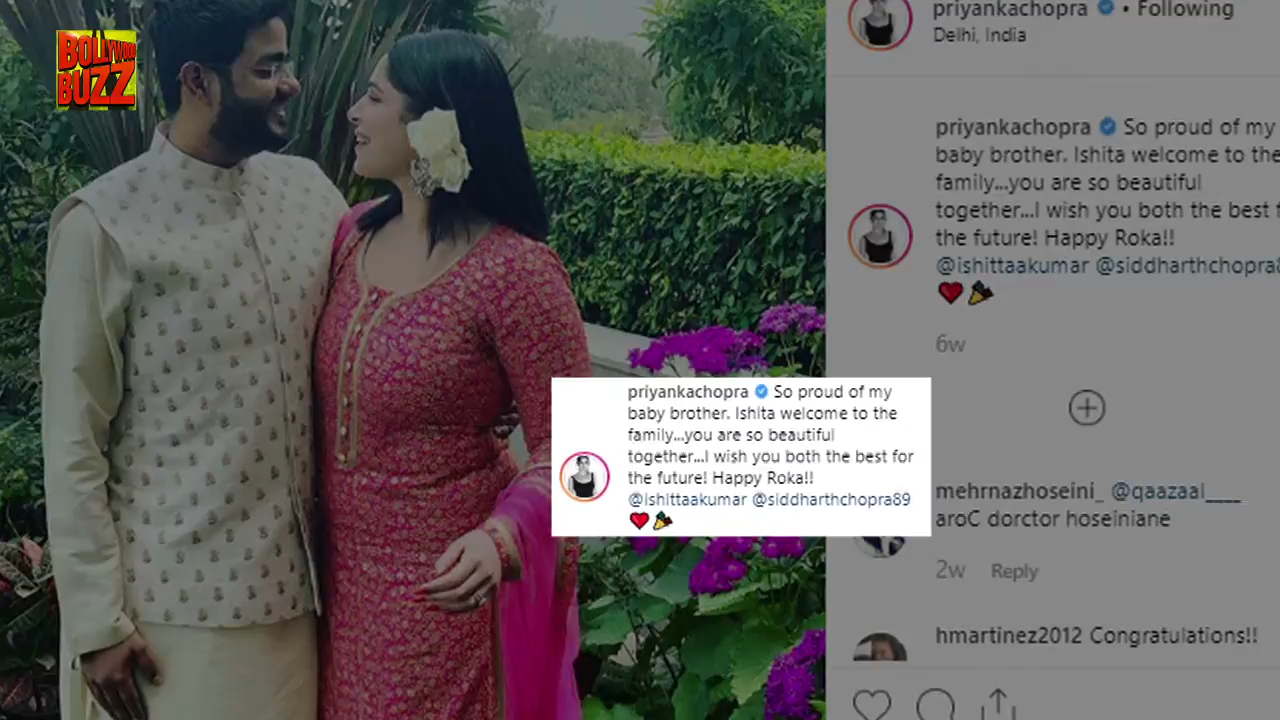 BOLLYWOOD
BUZZ
priyankachopra • Following
Delhi, India
priyankachopra So proud of my
baby brother. Ishita welcome to the
family...you are so beautiful
together...I wish you both the best f
the future! Happy Roka!!
@ishittaakumar @siddharthchopra8
6w
priyankachopra So proud of my
baby brother. Ishita welcome to the
family...you are so beautiful
together...I wish you both the best for
the future! Happy Roka!!
@ishittaakumar @siddharthchopra89
mehrnazhoseini_ @qaazaal____
aroC dorctor hoseiniane
2w Reply
hmartinez2012 Congratulations!!